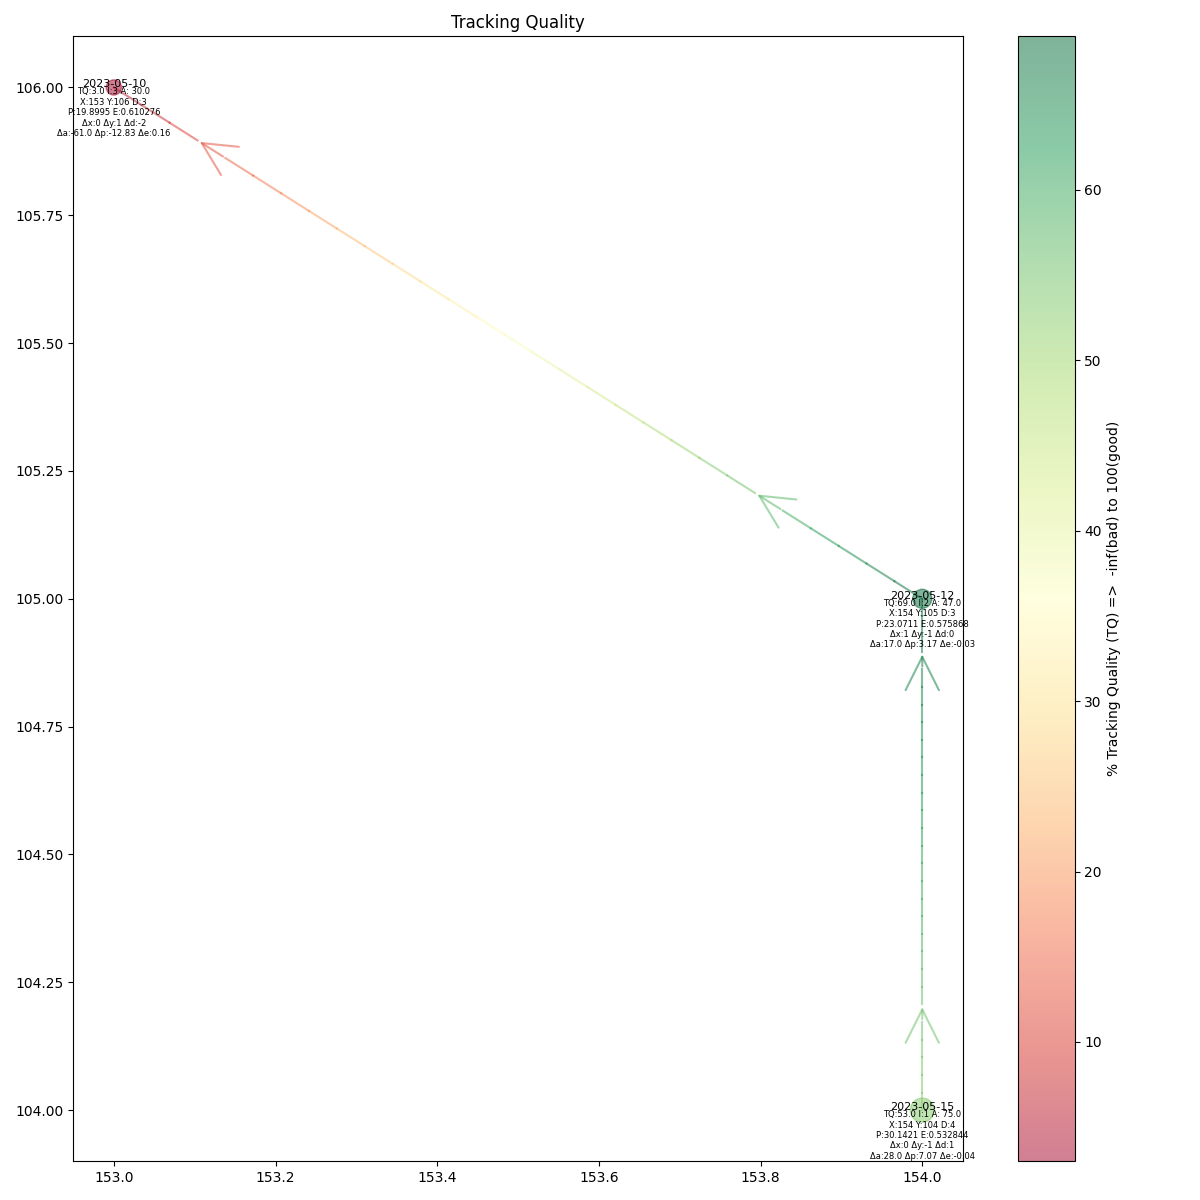 Tracking Quality
106.00
105.75
105.50
105.25
105.00
104.75
104.50
104.25
104.00
2023-05-10
TQ:3.0 I:3 A: 30.0
X:153 Y:106 D:3
P:19.8995 E:0.610276
Δx:0 Δy:1 Δd:-2
Δa:-61.0 Δp:-12.83 Δe:0.16
2023-05-12
TQ:69.0 I:2 A: 47.0
X:154 Y:105 D:3
P:23.0711 E:0.575868
Δx:1 Δy:-1 Δd:0
Δa:17.0 Δp:3.17 Δe:-0.03
2023-05-15
TQ:53.0 I:1 A: 75.0
X:154 Y:104 D:4
P:30.1421 E:0.532844
Δx:0 Δy:-1 Δd:1
Δa:28.0 Δp:7.07 Δe:-0.04
153.0 153.2 153.4 153.6 153.8 154.0
60
50
40
30
20
10
% Tracking Quality (TQ) => -inf(bad) to 100(good)